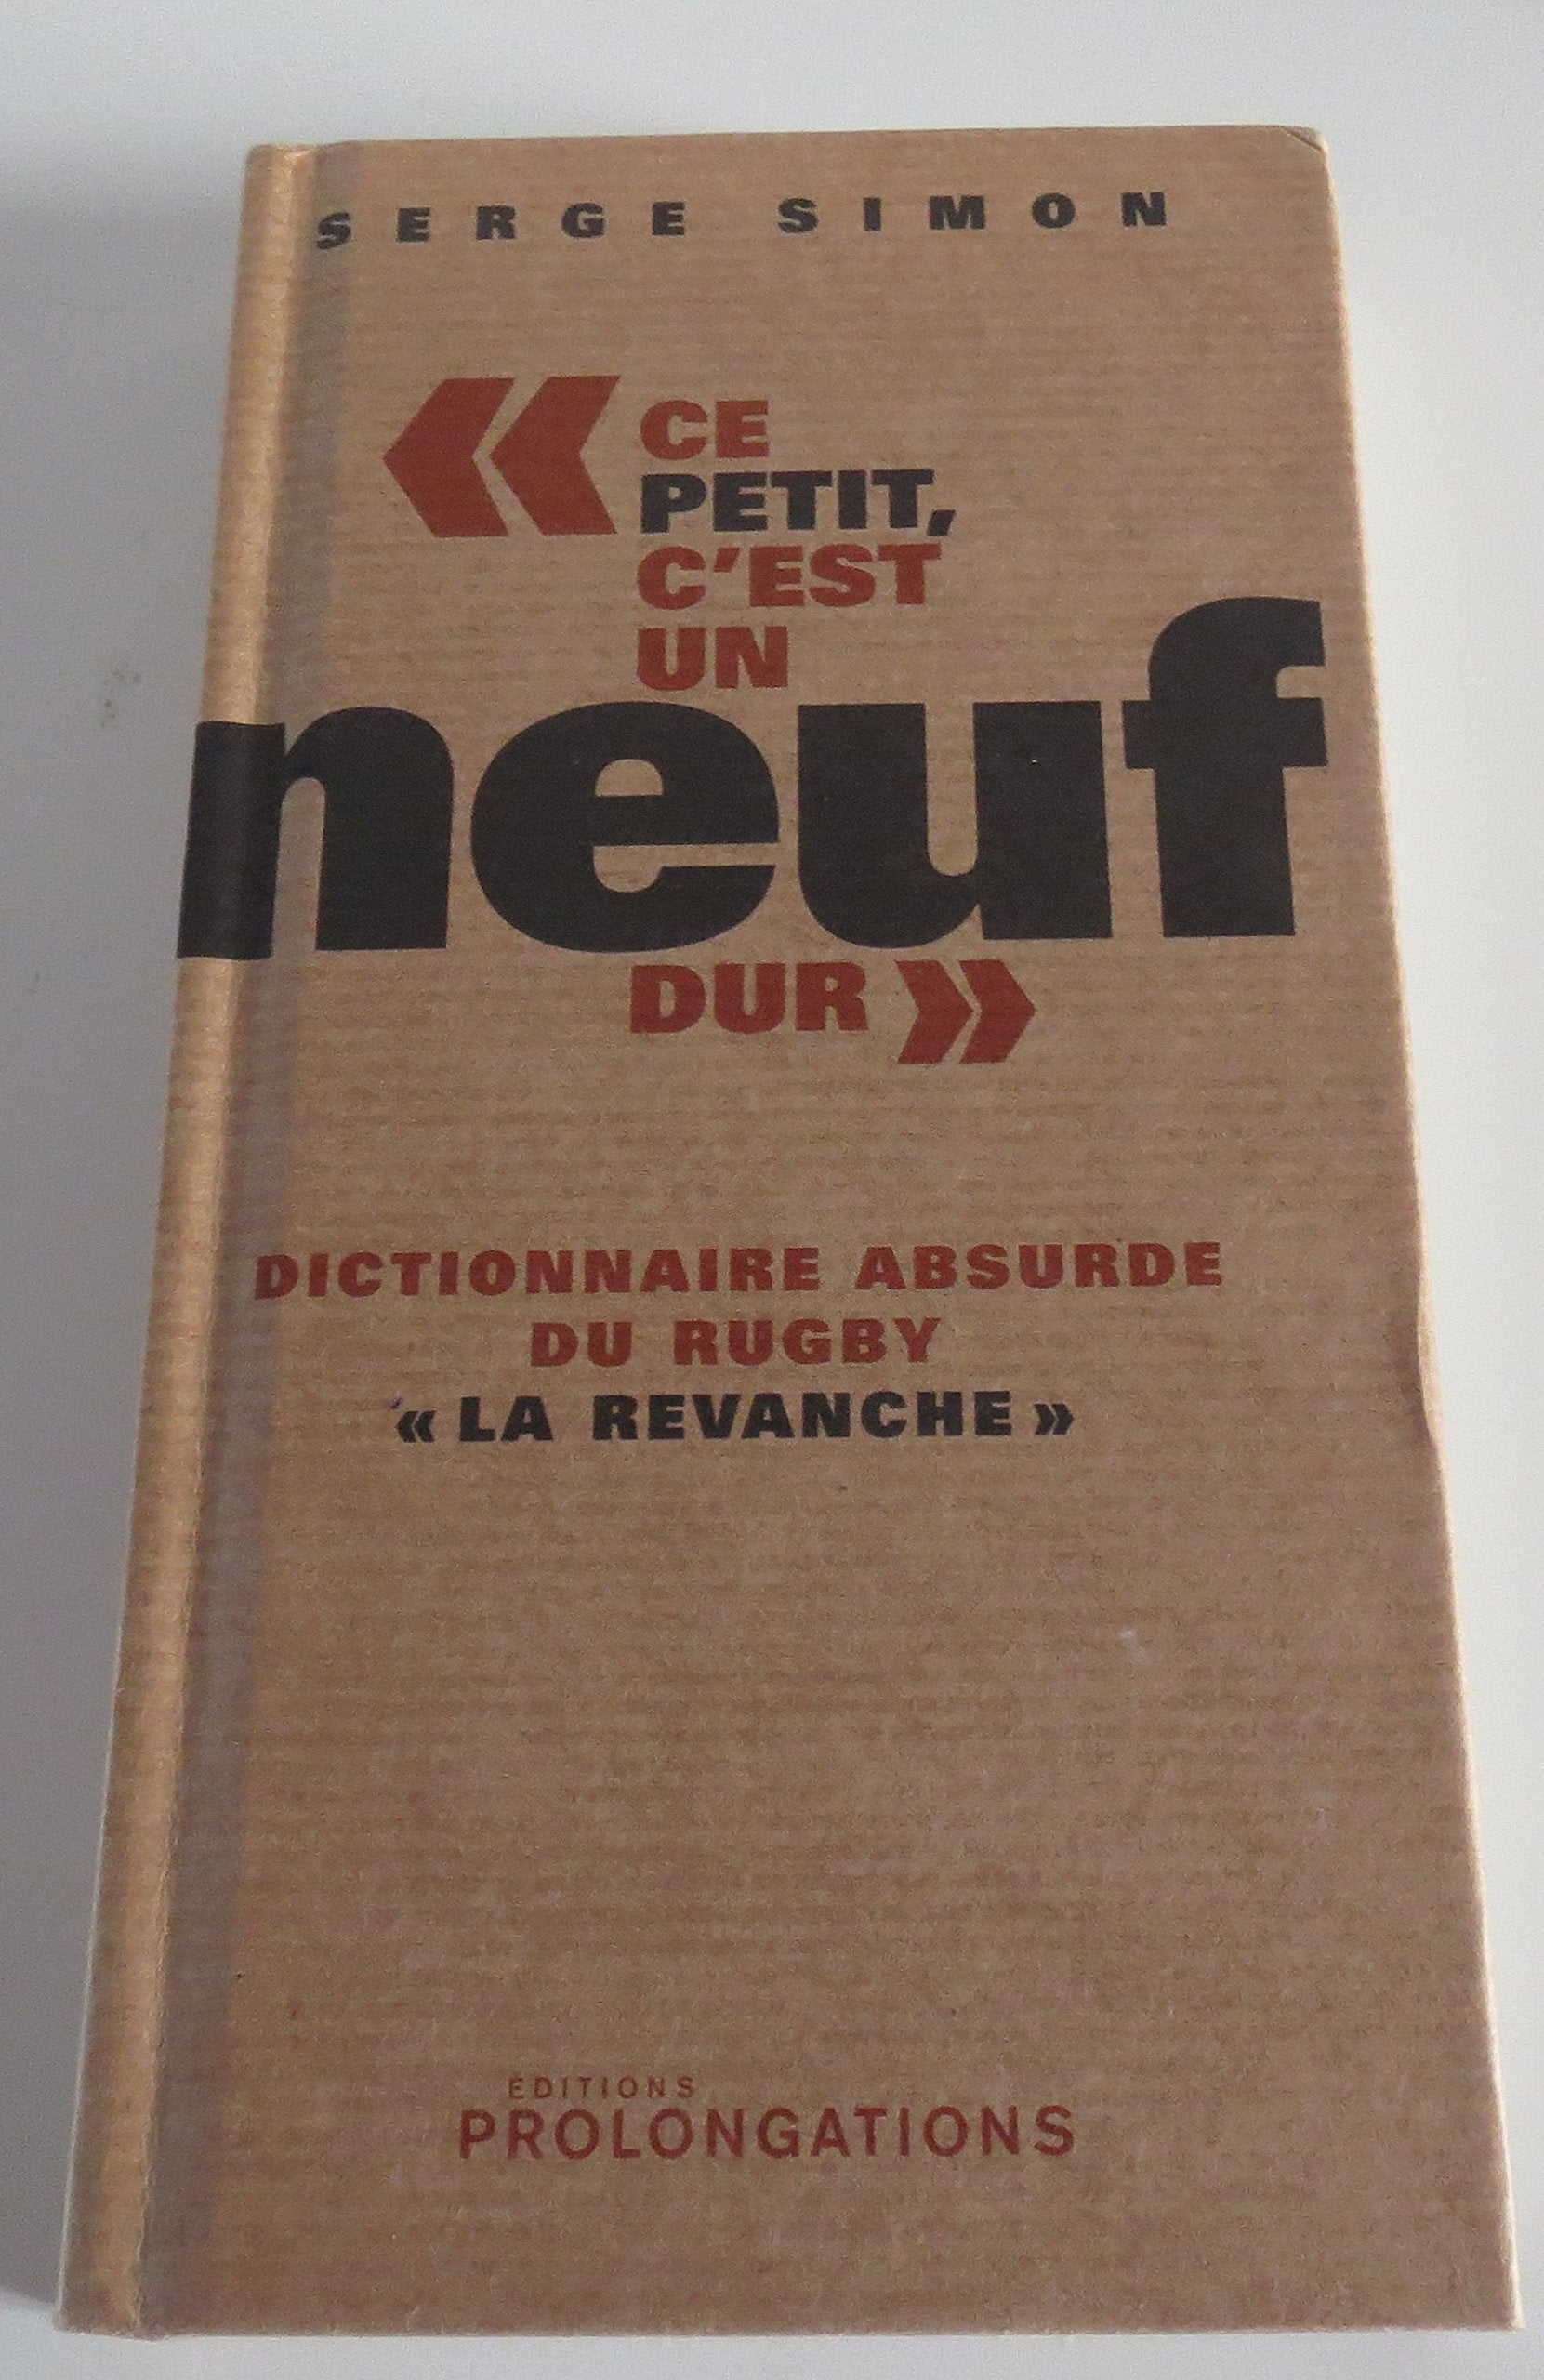 SERGE SIMON
« CE
PETIT,
C'EST
UN
neuf
DUR »
DICTIONNAIRE ABSURDE
DU RUGBY
« LA REVANCHE »
EDITIONS
PROLONGATIONS